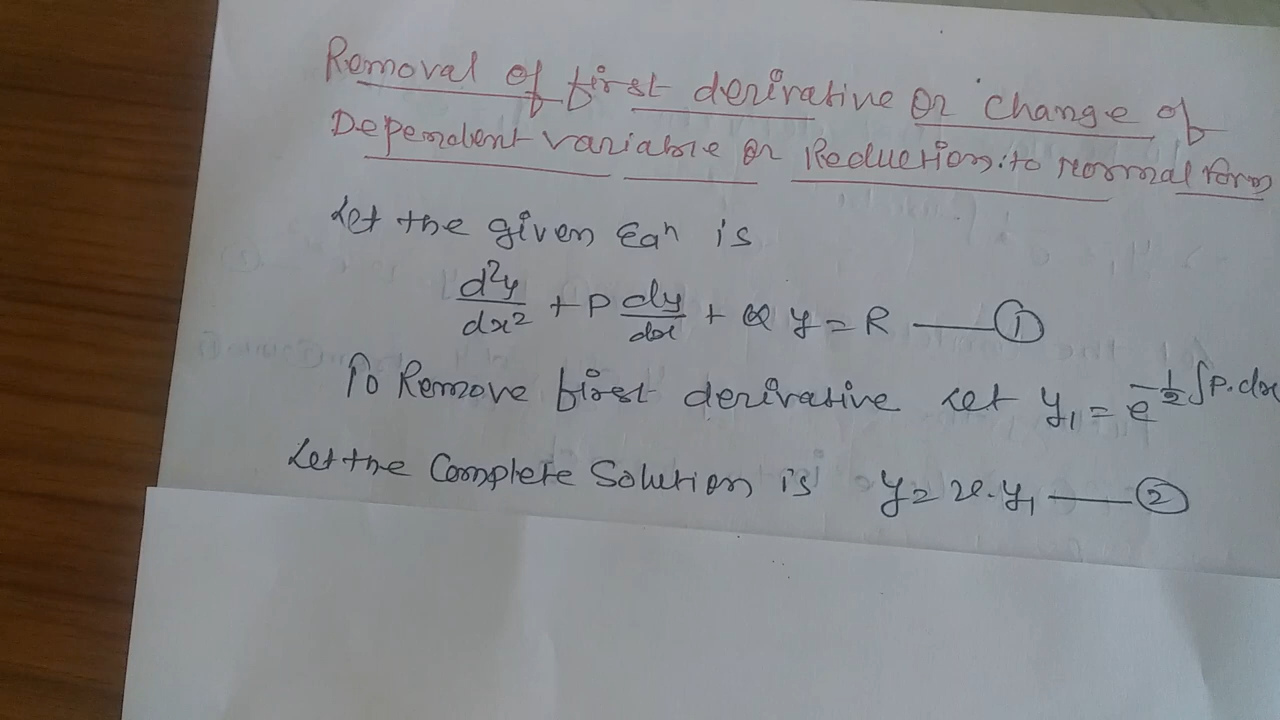 Removal of first derivative or change of
Dependent variable or Reduction: to normal form
Let the given Eqⁿ is
d²y/dx² + P dy/dx + Q y = R —— ①
To Remove first derivative let y₁ = e^(-1/2 ∫P.dx)
Let the Complete Solution is y = v.y₁ —— ②